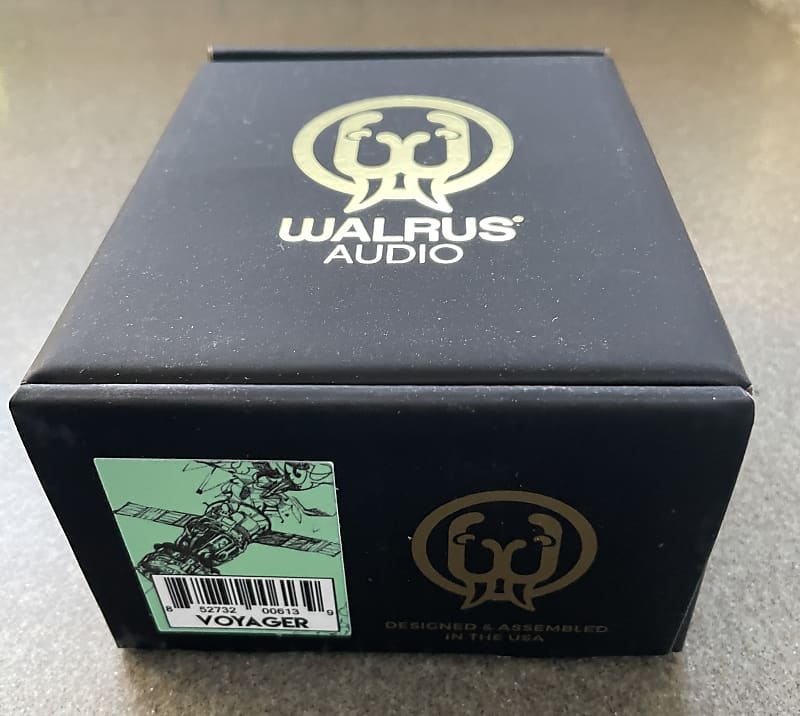 WALRUS
AUDIO
8 52732 00613 9
VOYAGER
DESIGNED & ASSEMBLED
IN THE USA